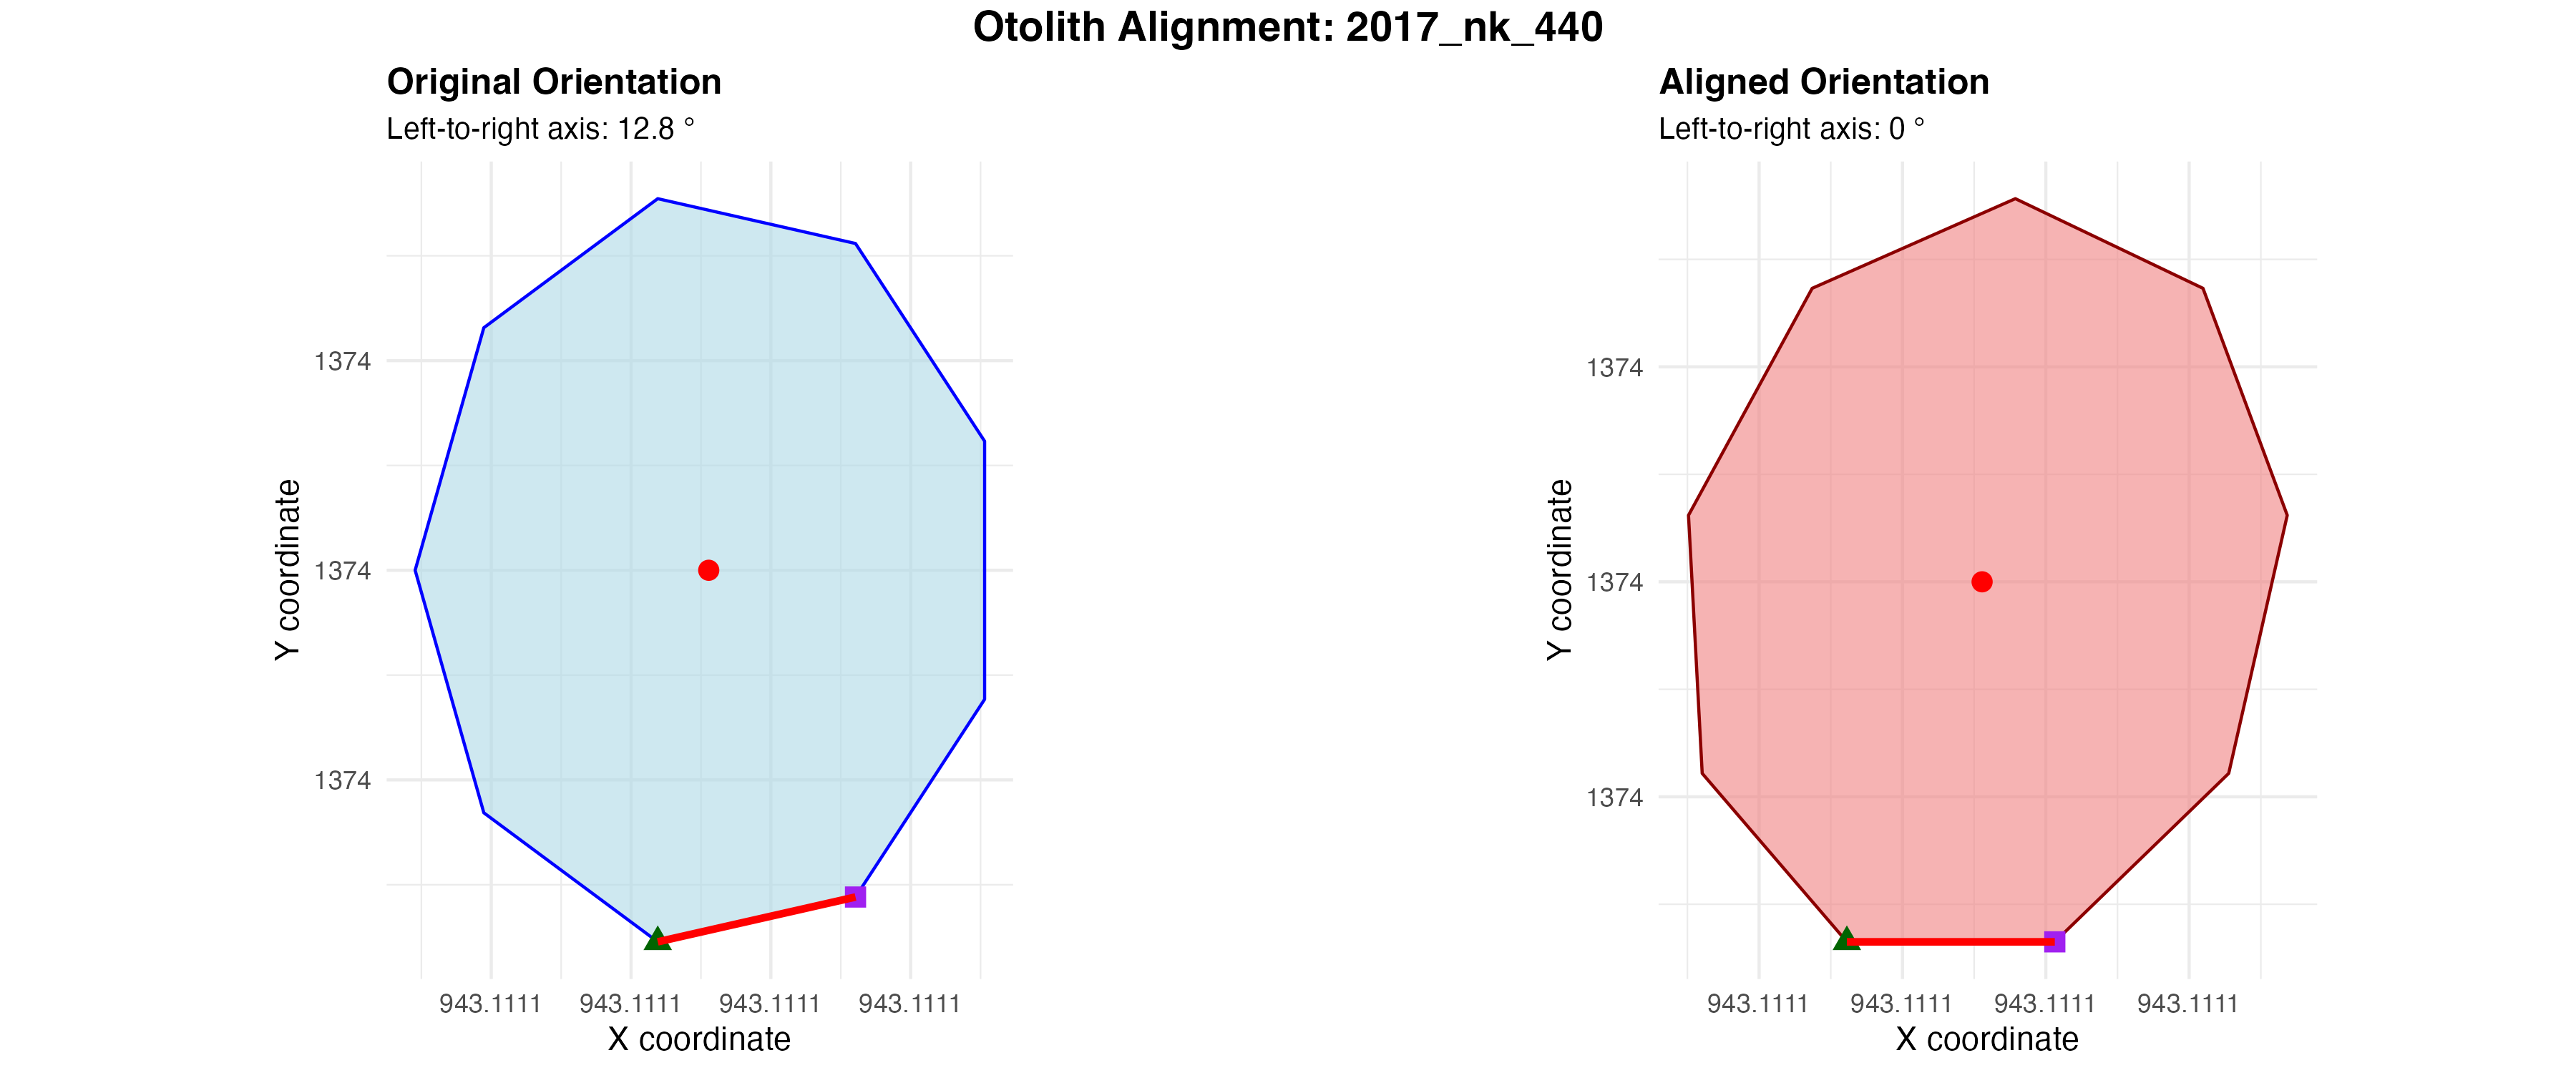 Otolith Alignment: 2017_nk_440
Original Orientation
Left-to-right axis: 12.8 °
Y coordinate
1374
1374
1374
943.1111 943.1111 943.1111 943.1111
X coordinate
Aligned Orientation
Left-to-right axis: 0 °
Y coordinate
1374
1374
1374
943.1111 943.1111 943.1111 943.1111
X coordinate